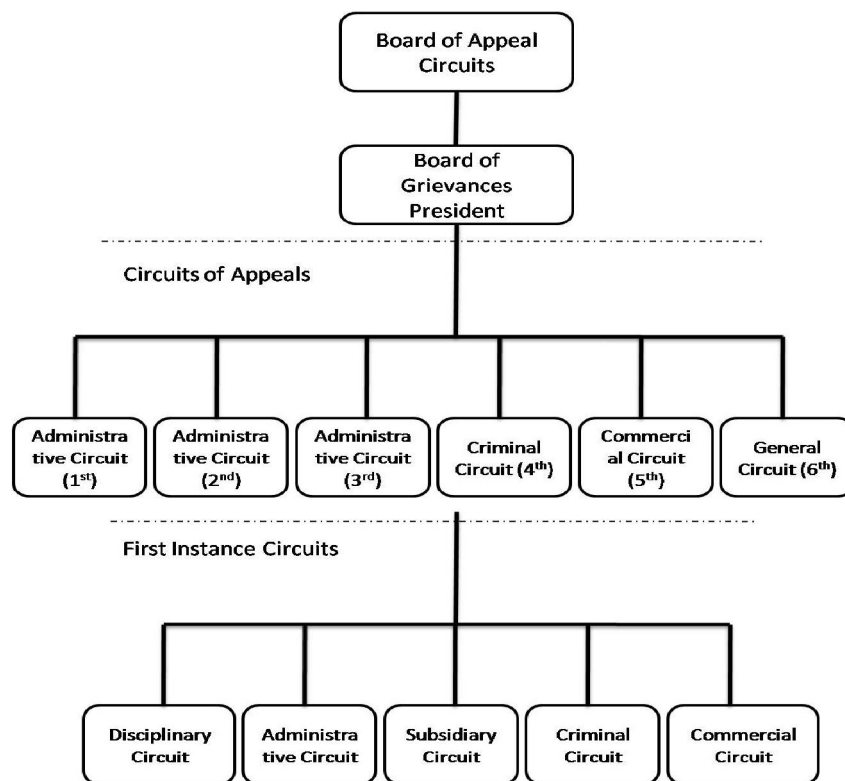 Board of Appeal
Circuits
Board of
Grievances
President
Circuits of Appeals
Administra
tive Circuit
(1st)
Administra
tive Circuit
(2nd)
Administra
tive Circuit
(3rd)
Criminal
Circuit (4th)
Commerci
al Circuit
(5th)
General
Circuit (6th)
First Instance Circuits
Disciplinary
Circuit
Administra
tive Circuit
Subsidiary
Circuit
Criminal
Circuit
Commercial
Circuit